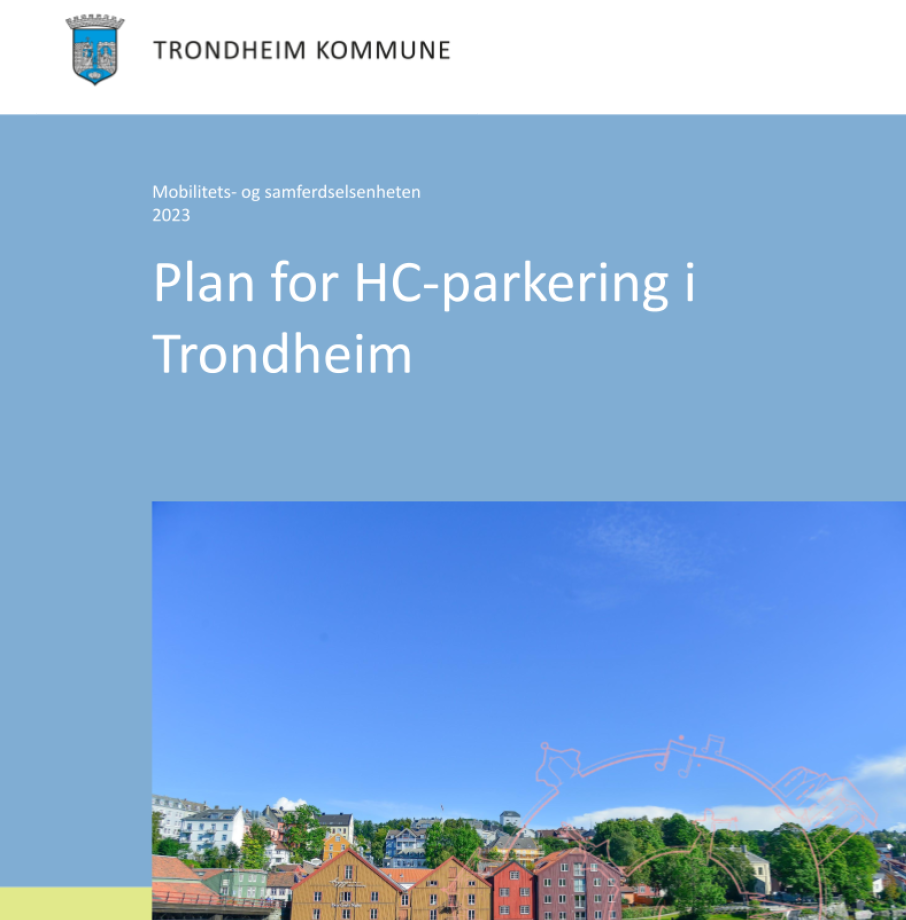 TRONDHEIM KOMMUNE
Mobilitets- og samferdselsenheten
2023
Plan for HC-parkering i
Trondheim